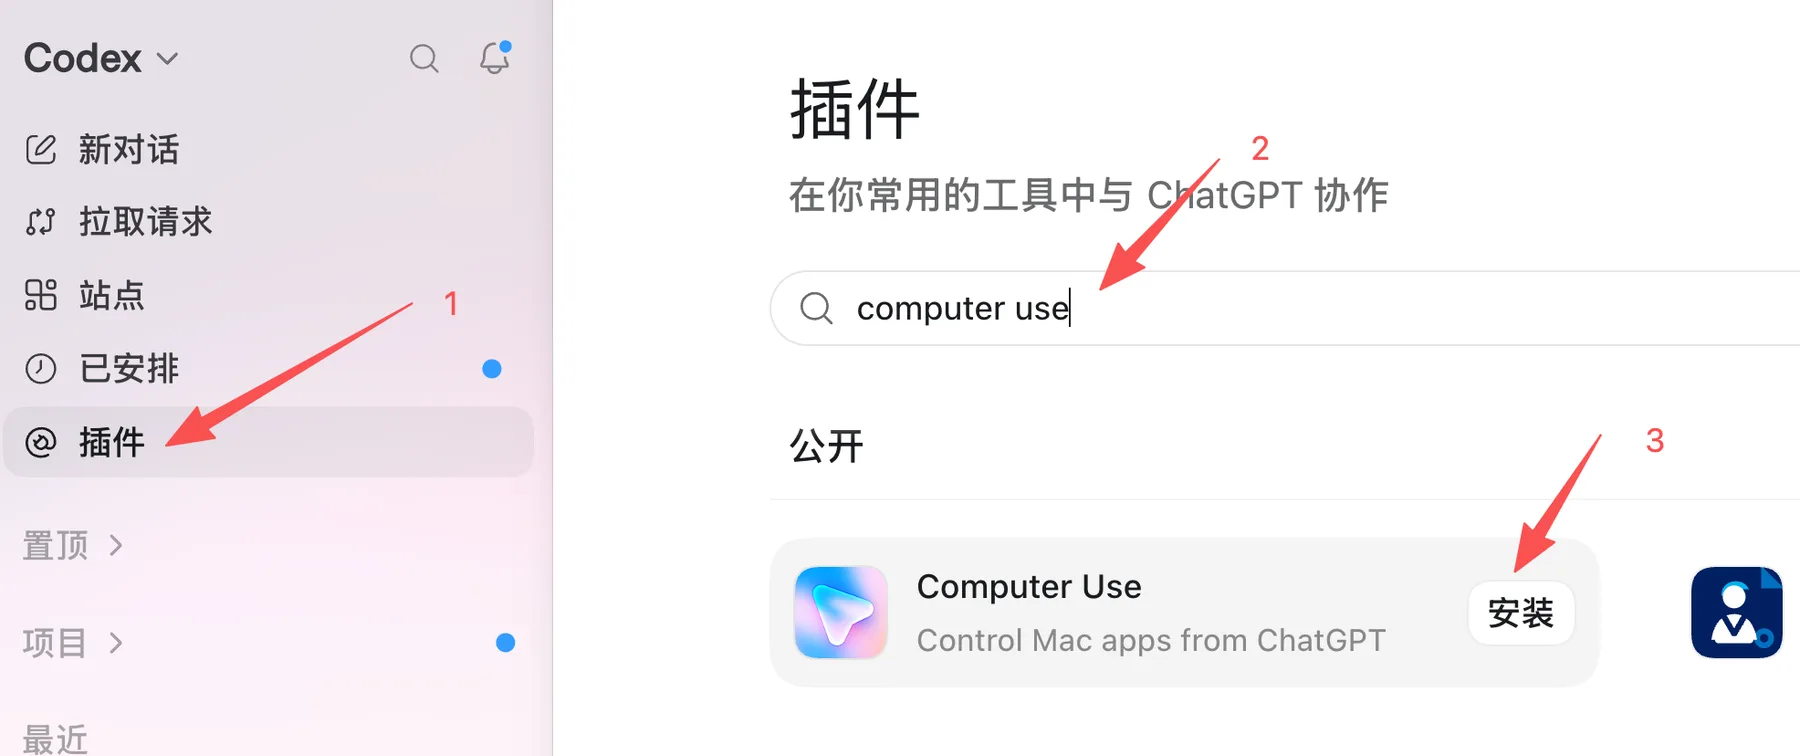 Codex
新对话
拉取请求
站点
1
已安排
插件
置顶
项目
最近
插件
2
在你常用的工具中与 ChatGPT 协作
computer use
公开
3
Computer Use
Control Mac apps from ChatGPT
安装